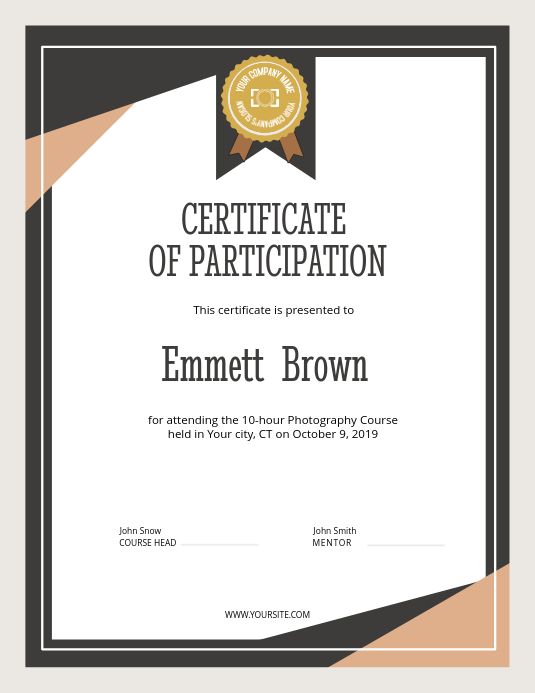 YOUR COMPANY NAME
YOUR COMPANY'S SLOGAN
CERTIFICATE
OF PARTICIPATION
This certificate is presented to
Emmett Brown
for attending the 10-hour Photography Course
held in Your city, CT on October 9, 2019
John Snow
COURSE HEAD
John Smith
MENTOR
WWW.YOURSITE.COM